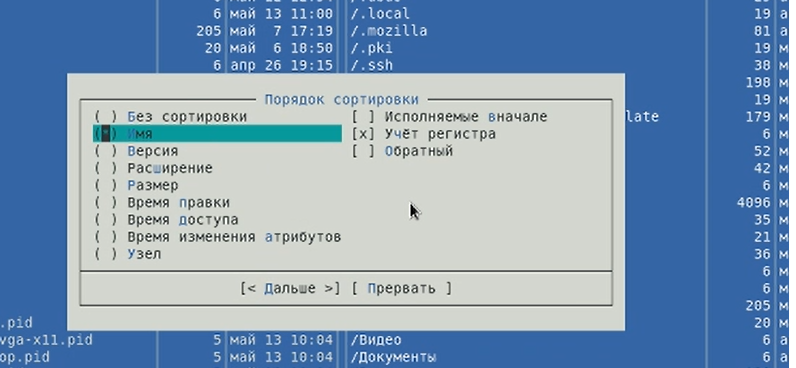 6 май 13 11:00 /.local 19
205 май 7 17:19 /.mozilla 81
20 май 6 18:50 /.pki 19
6 апр 26 19:15 /.ssh 38
198
19
late 179
6
52
42
6
4096
35
21
36
6
6
205
Порядок сортировки
( ) Без сортировки [ ] Исполняемые вначале
(*) Имя [x] Учёт регистра
( ) Версия [ ] Обратный
( ) Расширение
( ) Размер
( ) Время правки
( ) Время доступа
( ) Время изменения атрибутов
( ) Узел
[< Дальше >] [ Прервать ]
.pid 20
vga-x11.pid 5 май 13 10:04 /Видео 6
op.pid 5 май 13 10:04 /Документы 6